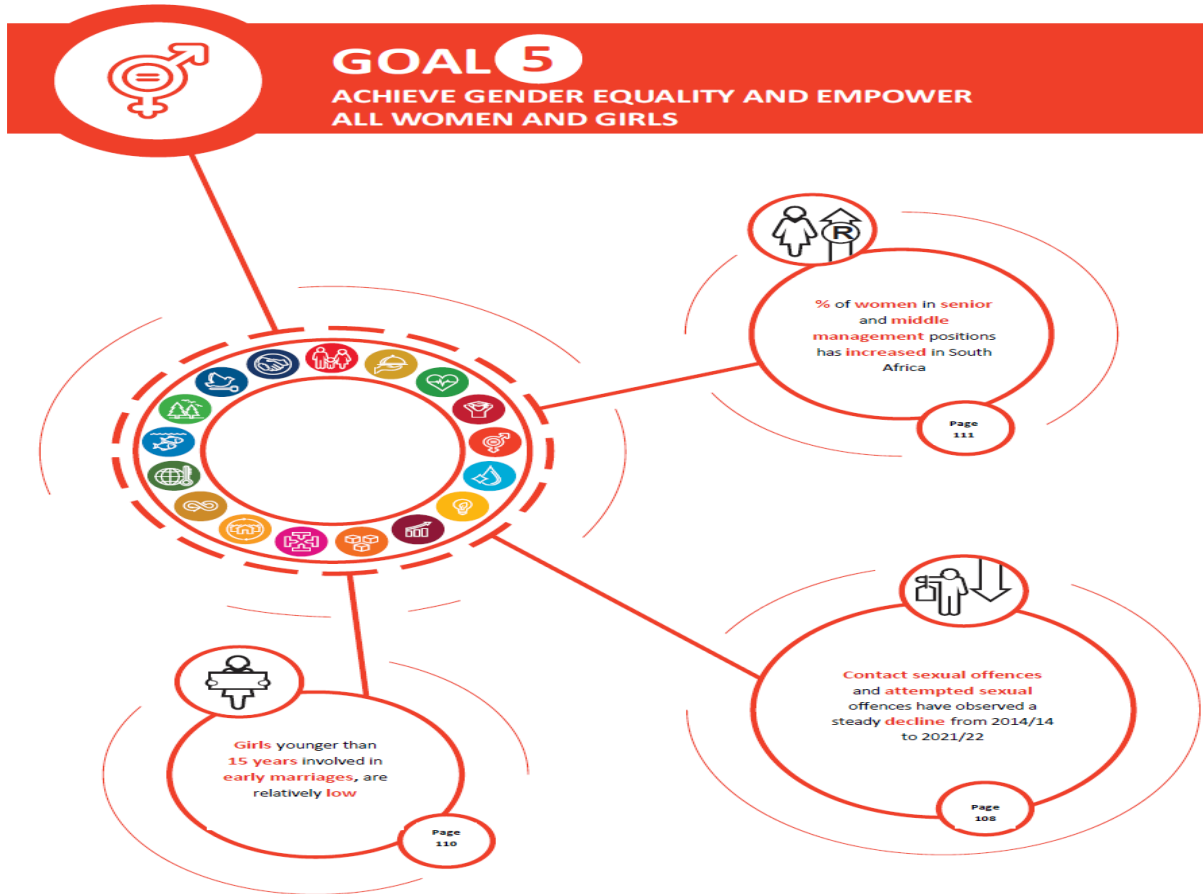 GOAL 5
ACHIEVE GENDER EQUALITY AND EMPOWER
ALL WOMEN AND GIRLS
R
% of women in senior
and middle
management positions
has increased in South
Africa
Page
111
Contact sexual offences
and attempted sexual
offences have observed a
steady decline from 2014/14
to 2021/22
Page
108
Girls younger than
15 years involved in
early marriages, are
relatively low
Page
110